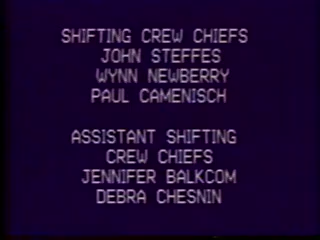 SHIFTING CREW CHIEFS
JOHN STEFFES
WYNN NEWBERRY
PAUL CAMENISCH
ASSISTANT SHIFTING
CREW CHIEFS
JENNIFER BALKCOM
DEBRA CHESNIN